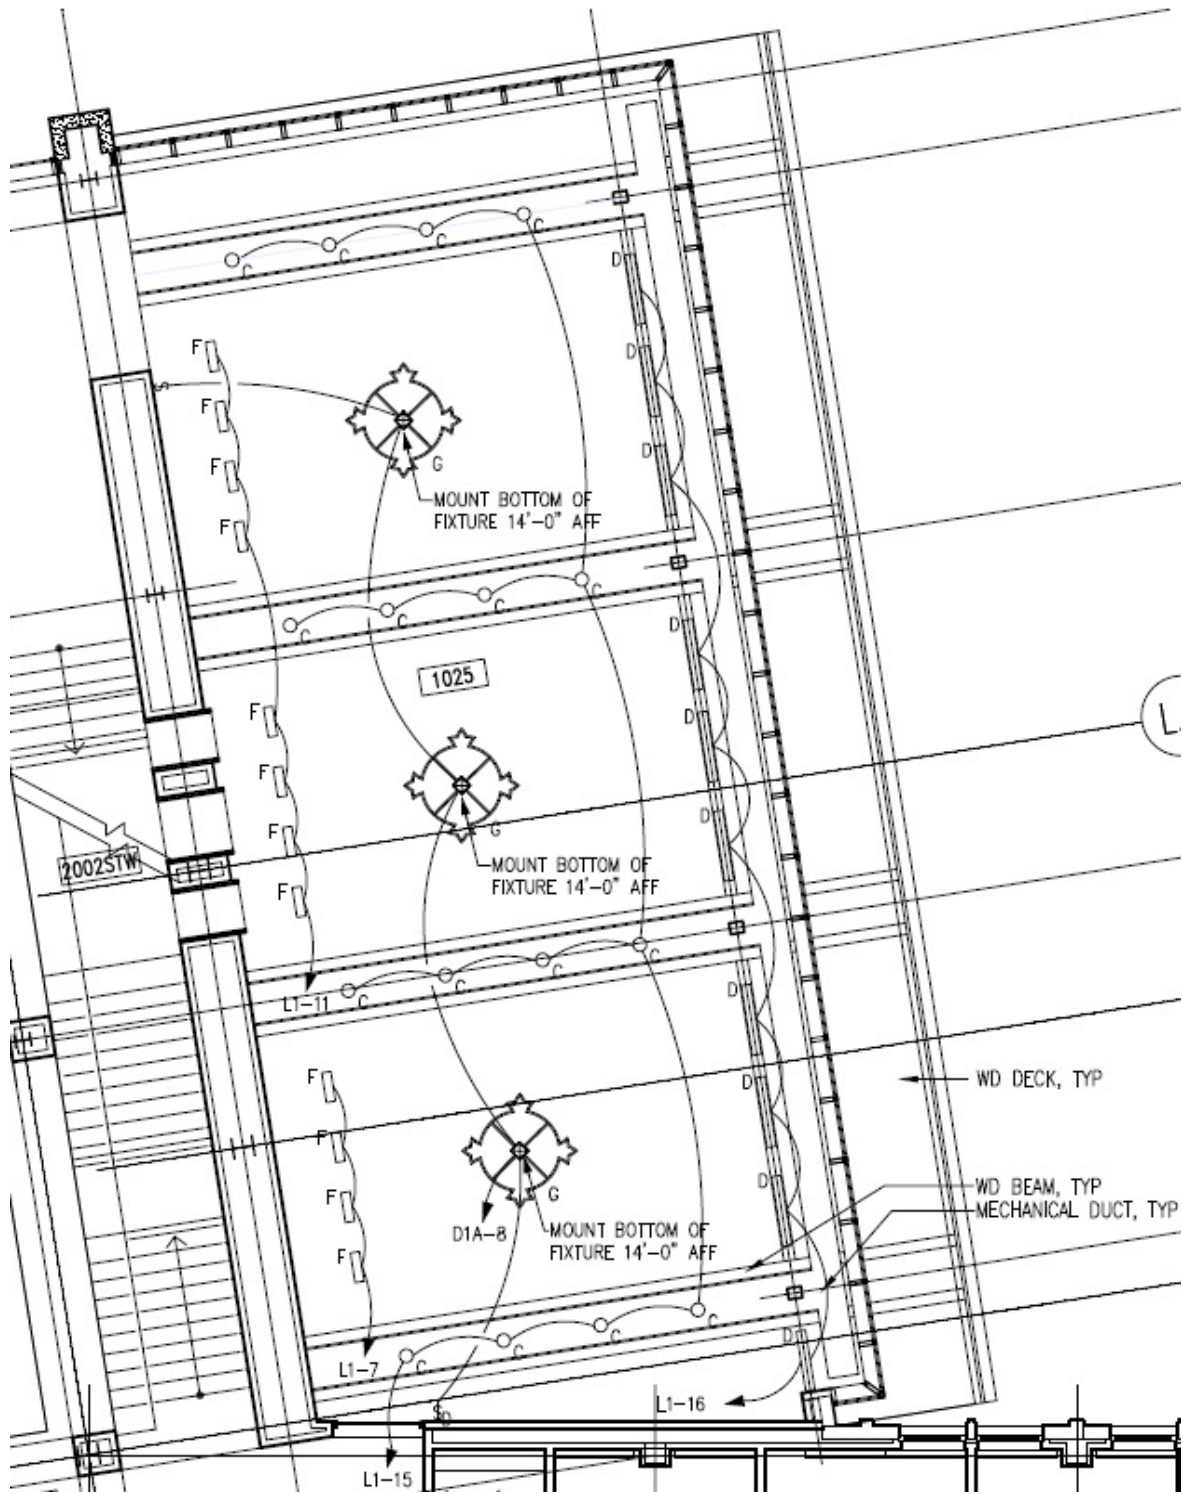 C
C
C
C
D
F
D
F
S
G
D
F
MOUNT BOTTOM OF
FIXTURE 14'-0" AFF
F
C
C
C
C
D
1025
F
D
F
D
G
F
2002STW
MOUNT BOTTOM OF
FIXTURE 14'-0" AFF
F
L1-11
C
C
C
C
D
F
D
WD DECK, TYP
F
D
F
G
WD BEAM, TYP
MECHANICAL DUCT, TYP
D1A-8
MOUNT BOTTOM OF
FIXTURE 14'-0" AFF
F
L1-7
C
C
C
C
D
L1-16
S
D
L1-15